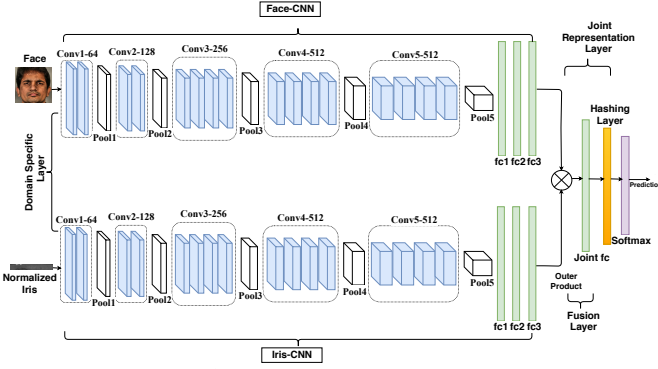 Face-CNN
Joint
Representation
Layer
Conv1-64
Conv2-128
Conv3-256
Conv4-512
Conv5-512
Face
Pool1
Pool2
Pool3
Pool4
Pool5
fc1 fc2 fc3
Hashing
Layer
Domain Specific
Layer
Predictio
Softmax
Joint fc
Conv1-64
Conv2-128
Conv3-256
Conv4-512
Conv5-512
Normalized
Iris
Pool1
Pool2
Pool3
Pool4
Pool5
fc1 fc2 fc3
Outer
Product
Fusion
Layer
Iris-CNN